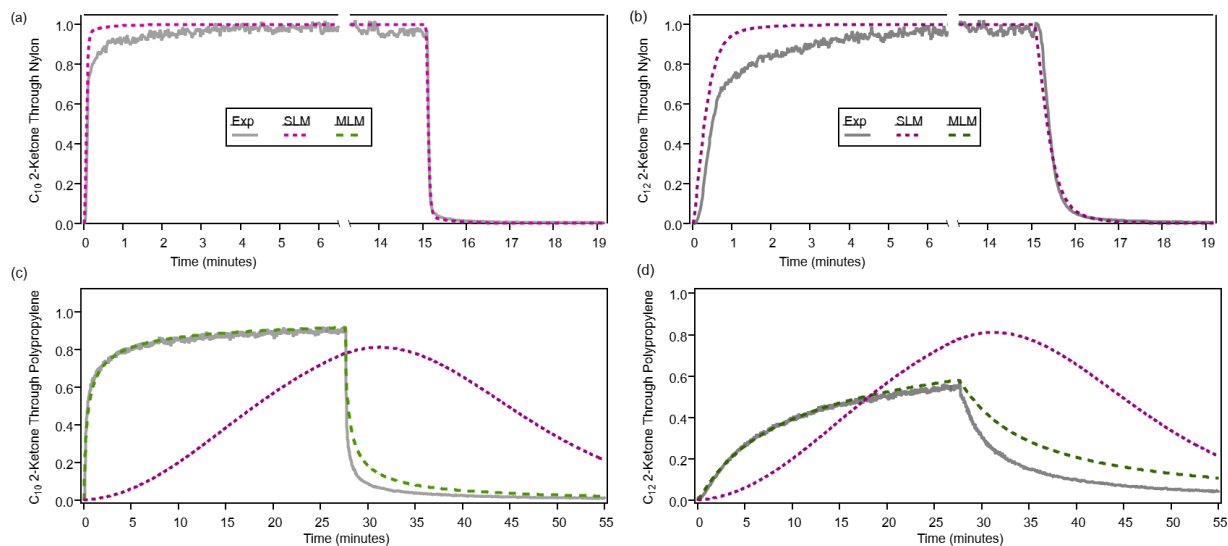 (a)
C10 2-Ketone Through Nylon
1.0
0.8
0.6
0.4
0.2
0.0
Exp SLM MLM
0 1 2 3 4 5 6 14 15 16 17 18 19
Time (minutes)
(b)
C12 2-Ketone Through Nylon
1.0
0.8
0.6
0.4
0.2
0.0
Exp SLM MLM
0 1 2 3 4 5 6 14 15 16 17 18 19
Time (minutes)
(c)
C10 2-Ketone Through Polypropylene
1.0
0.8
0.6
0.4
0.2
0.0
0 5 10 15 20 25 30 35 40 45 50 55
Time (minutes)
(d)
C12 2-Ketone Through Polypropylene
1.0
0.8
0.6
0.4
0.2
0.0
0 5 10 15 20 25 30 35 40 45 50 55
Time (minutes)